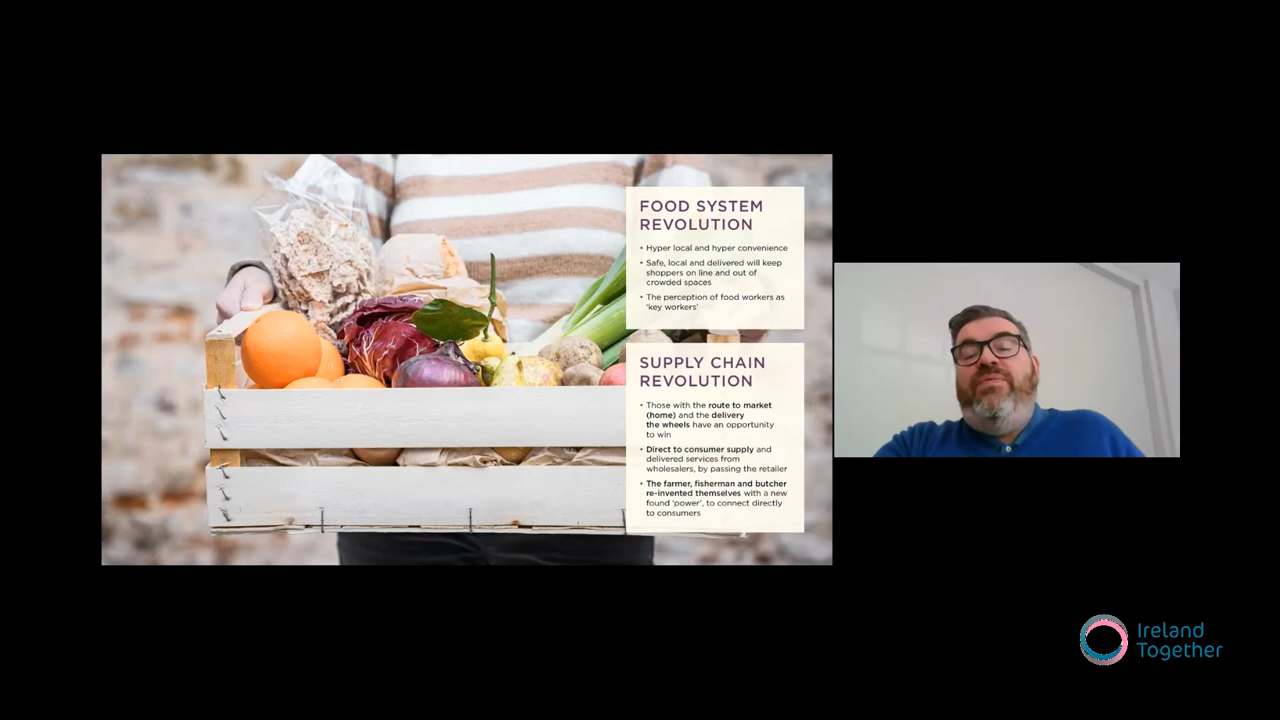 FOOD SYSTEM
REVOLUTION
• Hyper local and hyper convenience
• Safe, local and delivered will keep
shoppers on line and out of
crowded spaces
• The perception of food workers as
‘key workers’
SUPPLY CHAIN
REVOLUTION
• Those with the route to market
(home) and the delivery
the wheels have an opportunity
to win
• Direct to consumer supply and
delivered services from
wholesalers, by passing the retailer
• The farmer, fisherman and butcher
re-invented themselves with a new
found ‘power’, to connect directly
to consumers
Ireland
Together